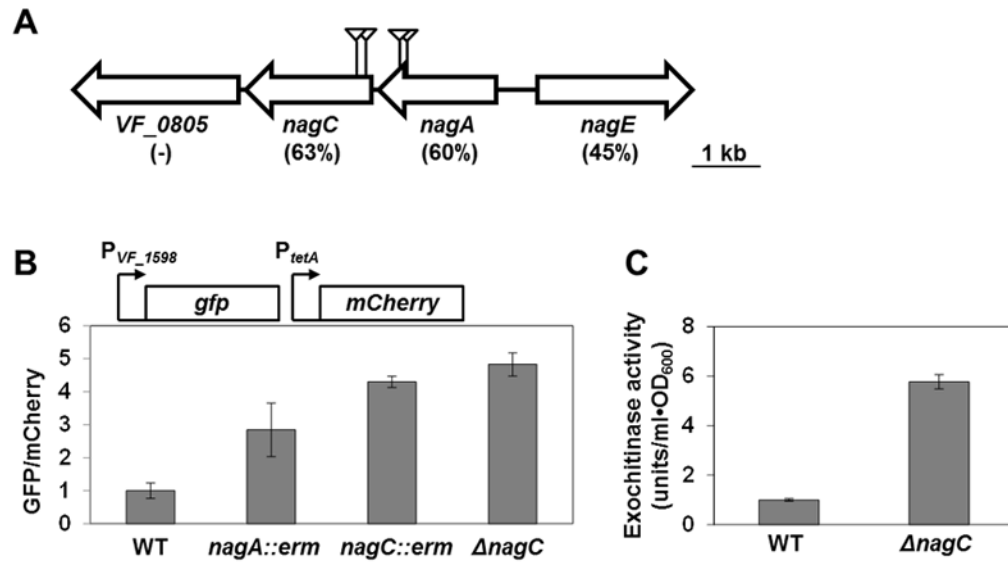 A
VF_0805 nagC nagA nagE
(-) (63%) (60%) (45%)
1 kb
B
P_VF_1598 P_tetA
gfp mCherry
GFP/mCherry
6
5
4
3
2
1
0
WT nagA::erm nagC::erm ΔnagC
C
Exochitinase activity
(units/ml•OD600)
8
6
4
2
0
WT ΔnagC